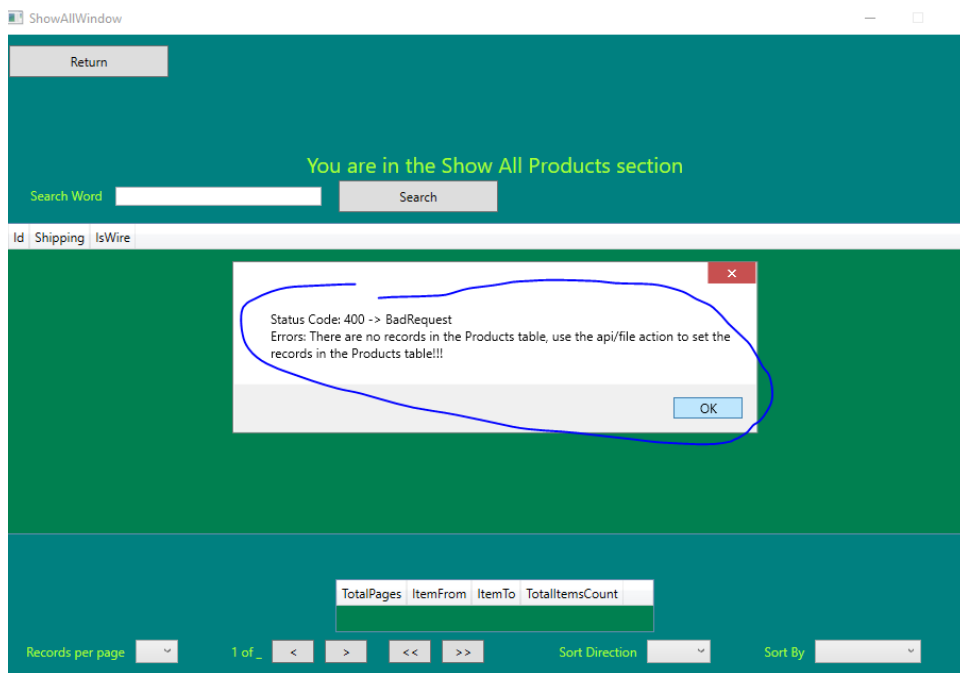 ShowAllWindow
Return
You are in the Show All Products section
Search Word
Search
Id Shipping IsWire
Status Code: 400 -> BadRequest
Errors: There are no records in the Products table, use the api/file action to set the
records in the Products table!!!
OK
TotalPages ItemFrom ItemTo TotalItemsCount
Records per page 1 of _ < > << >> Sort Direction Sort By